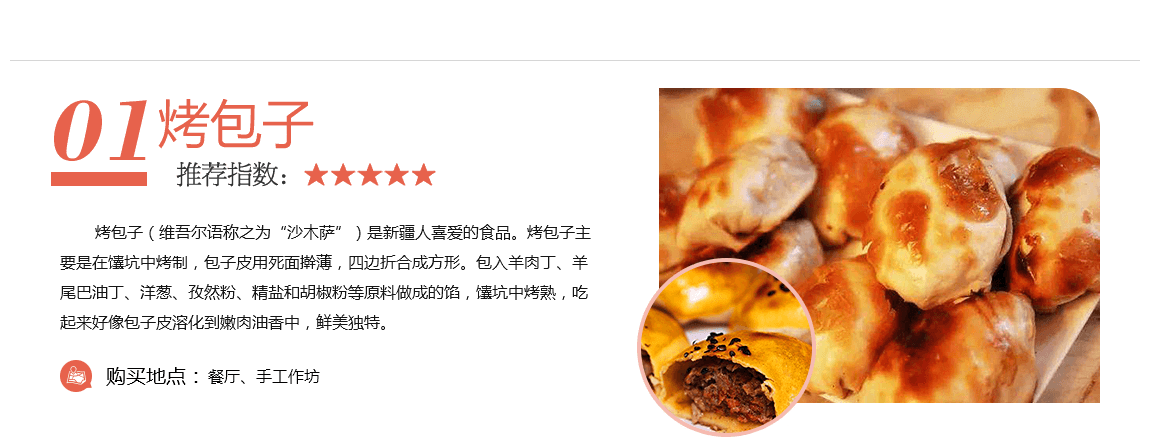 01 烤包子
推荐指数：★★★★★
烤包子（维吾尔语称之为“沙木萨”）是新疆人喜爱的食品。烤包子主
要是在馕坑中烤制，包子皮用死面擀薄，四边折合成方形。包入羊肉丁、羊
尾巴油丁、洋葱、孜然粉、精盐和胡椒粉等原料做成的馅，馕坑中烤熟，吃
起来好像包子皮溶化到嫩肉油香中，鲜美独特。
购买地点：餐厅、手工作坊